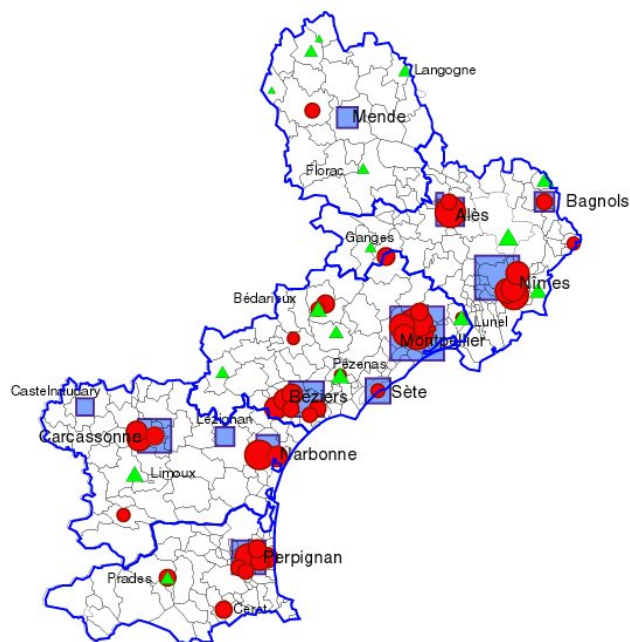 Langogne
Mende
Florac
Bagnols
Alès
Ganges
Nîmes
Bédarieux
Lunel
Montpellier
Pézenas
Castelnaudary
Sète
Béziers
Lézignan
Carcassonne
Narbonne
Limoux
Perpignan
Prades
Ceret